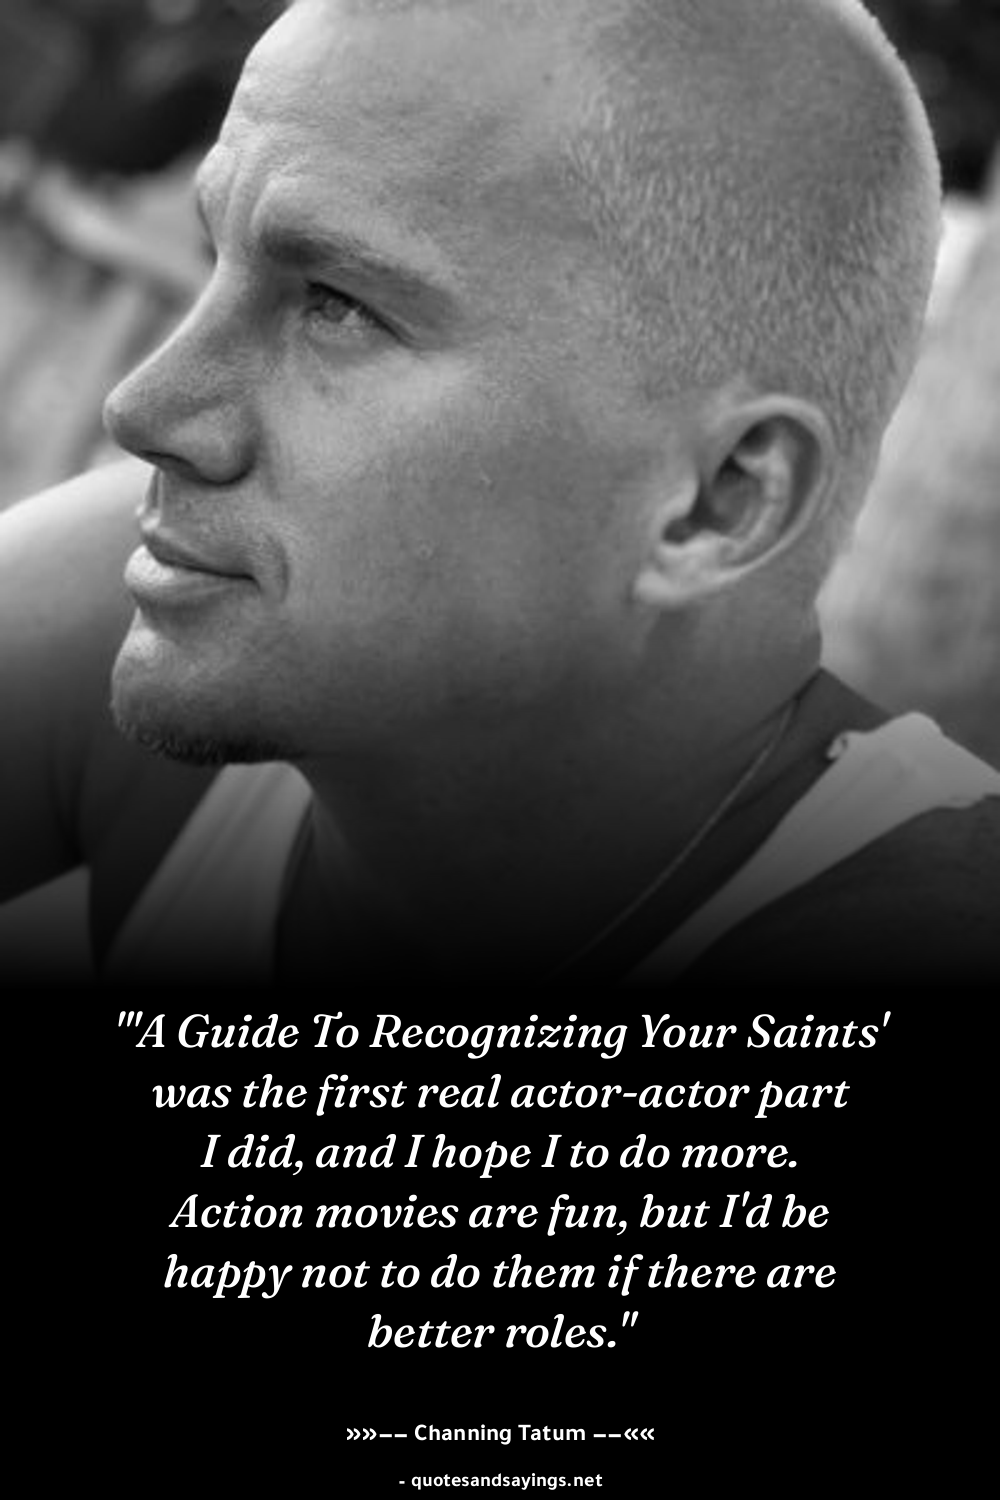 "'A Guide To Recognizing Your Saints'
was the first real actor-actor part
I did, and I hope I to do more.
Action movies are fun, but I'd be
happy not to do them if there are
better roles."
»»–– Channing Tatum ––««
- quotesandsayings.net